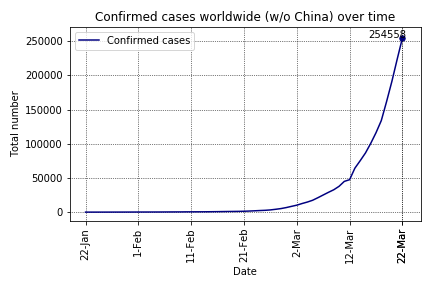 Confirmed cases worldwide (w/o China) over time
Confirmed cases
254558
250000
200000
150000
100000
50000
0
Total number
22-Jan
1-Feb
11-Feb
21-Feb
2-Mar
12-Mar
22-Mar
Date